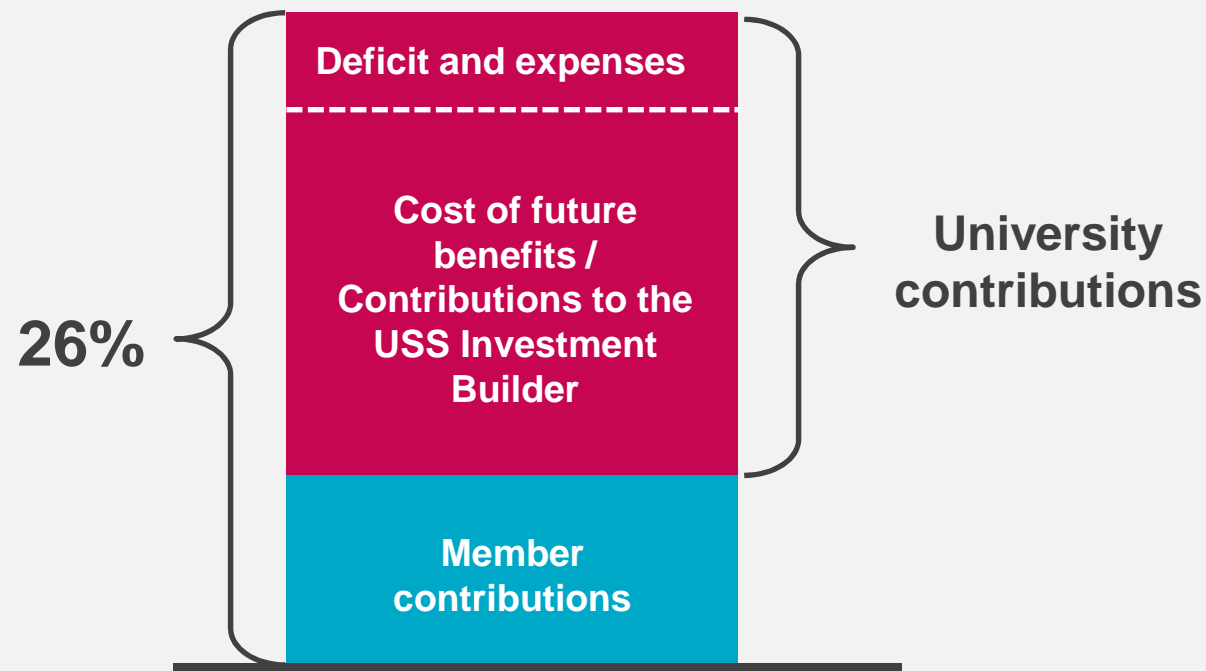 Deficit and expenses
Cost of future
benefits /
Contributions to the
USS Investment
Builder
University
contributions
26%
Member
contributions